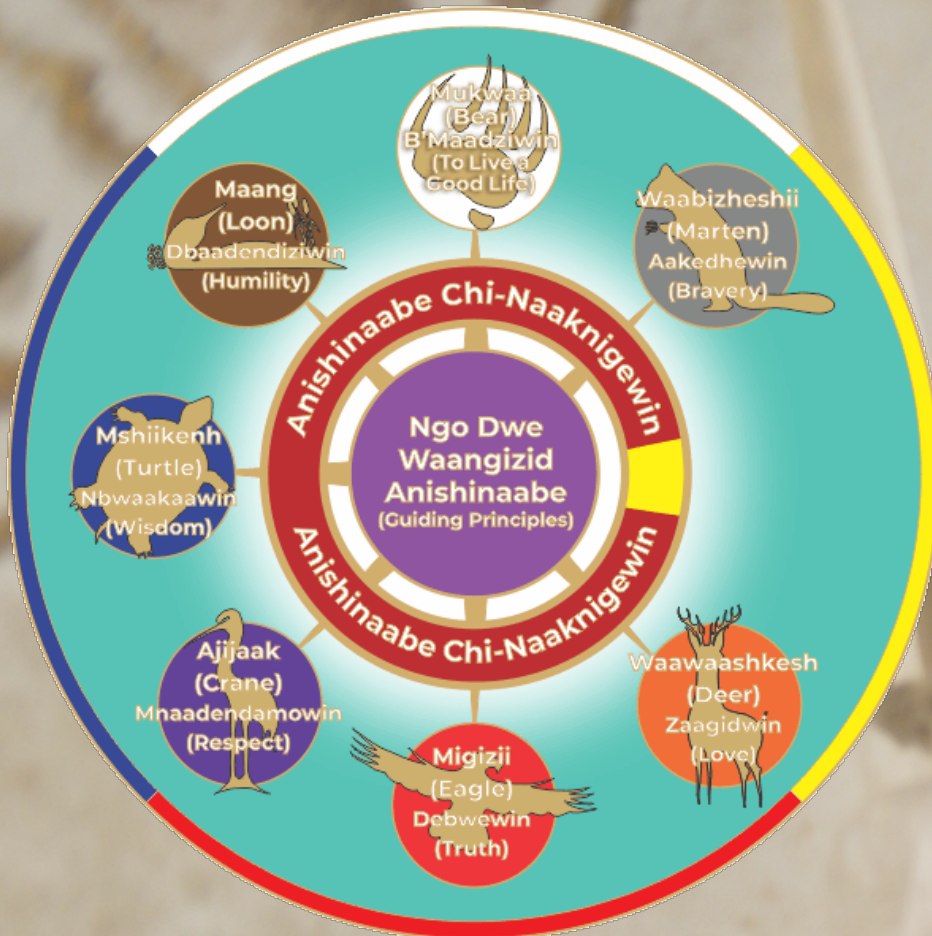 Mukwaa
(Bear)
B'Maadziwin
(To Live a
Good Life)
Waabizheshii
(Marten)
Aakedhewin
(Bravery)
Maang
(Loon)
Dbaadendiziwin
(Humility)
Anishinaabe Chi-Naaknigewin
Ngo Dwe
Waangizid
Anishinaabe
(Guiding Principles)
Anishinaabe Chi-Naaknigewin
Mshiikenh
(Turtle)
Nbwaakaawin
(Wisdom)
Ajijaak
(Crane)
Mnaadendamowin
(Respect)
Waawaashkesh
(Deer)
Zaagidwin
(Love)
Migizii
(Eagle)
Debwewin
(Truth)